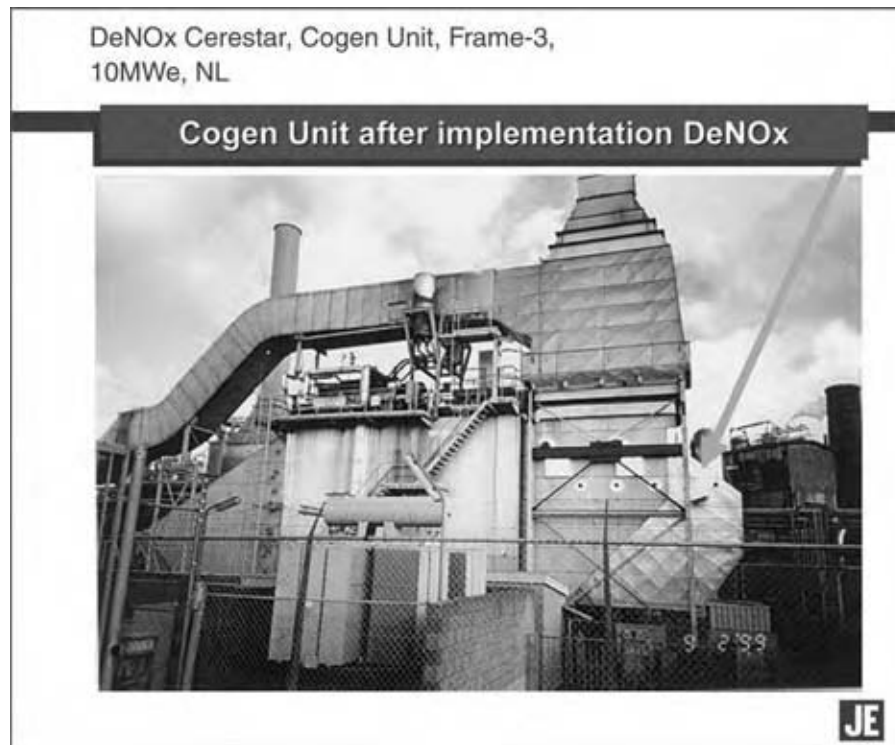 DeNOx Cerestar, Cogen Unit, Frame-3,
10MWe, NL
Cogen Unit after implementation DeNOx
9 2'99
JE